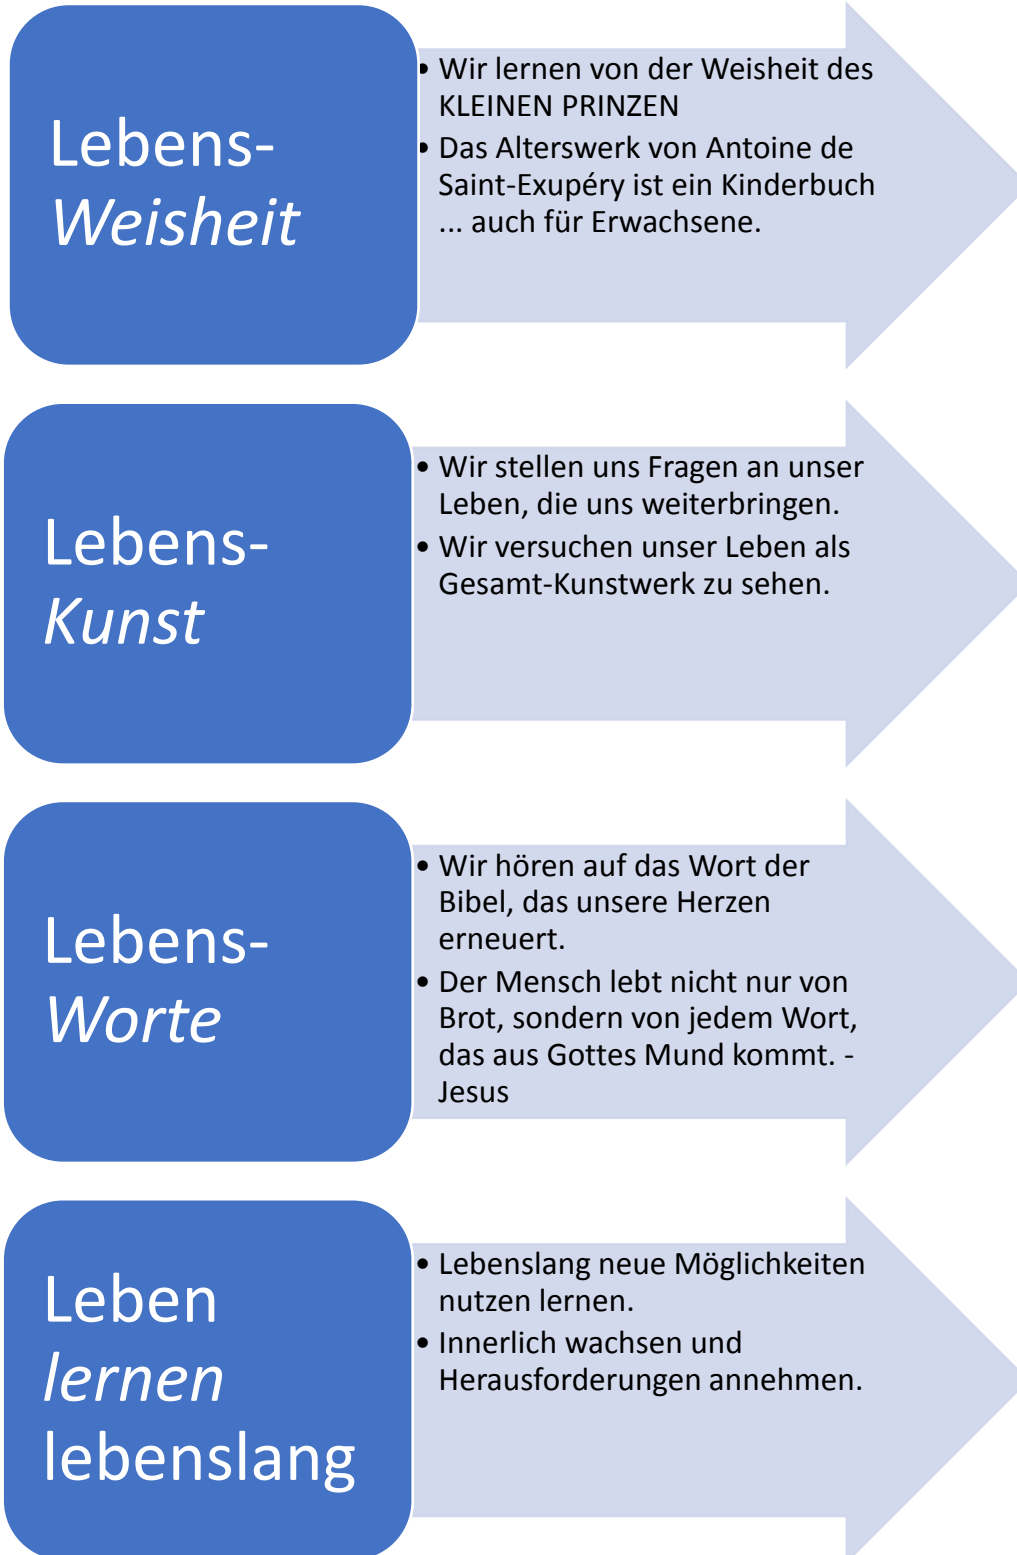 Lebens-
Weisheit
• Wir lernen von der Weisheit des
KLEINEN PRINZEN
• Das Alterswerk von Antoine de
Saint-Exupéry ist ein Kinderbuch
... auch für Erwachsene.
Lebens-
Kunst
• Wir stellen uns Fragen an unser
Leben, die uns weiterbringen.
• Wir versuchen unser Leben als
Gesamt-Kunstwerk zu sehen.
Lebens-
Worte
• Wir hören auf das Wort der
Bibel, das unsere Herzen
erneuert.
• Der Mensch lebt nicht nur von
Brot, sondern von jedem Wort,
das aus Gottes Mund kommt. -
Jesus
Leben
lernen
lebenslang
• Lebenslang neue Möglichkeiten
nutzen lernen.
• Innerlich wachsen und
Herausforderungen annehmen.